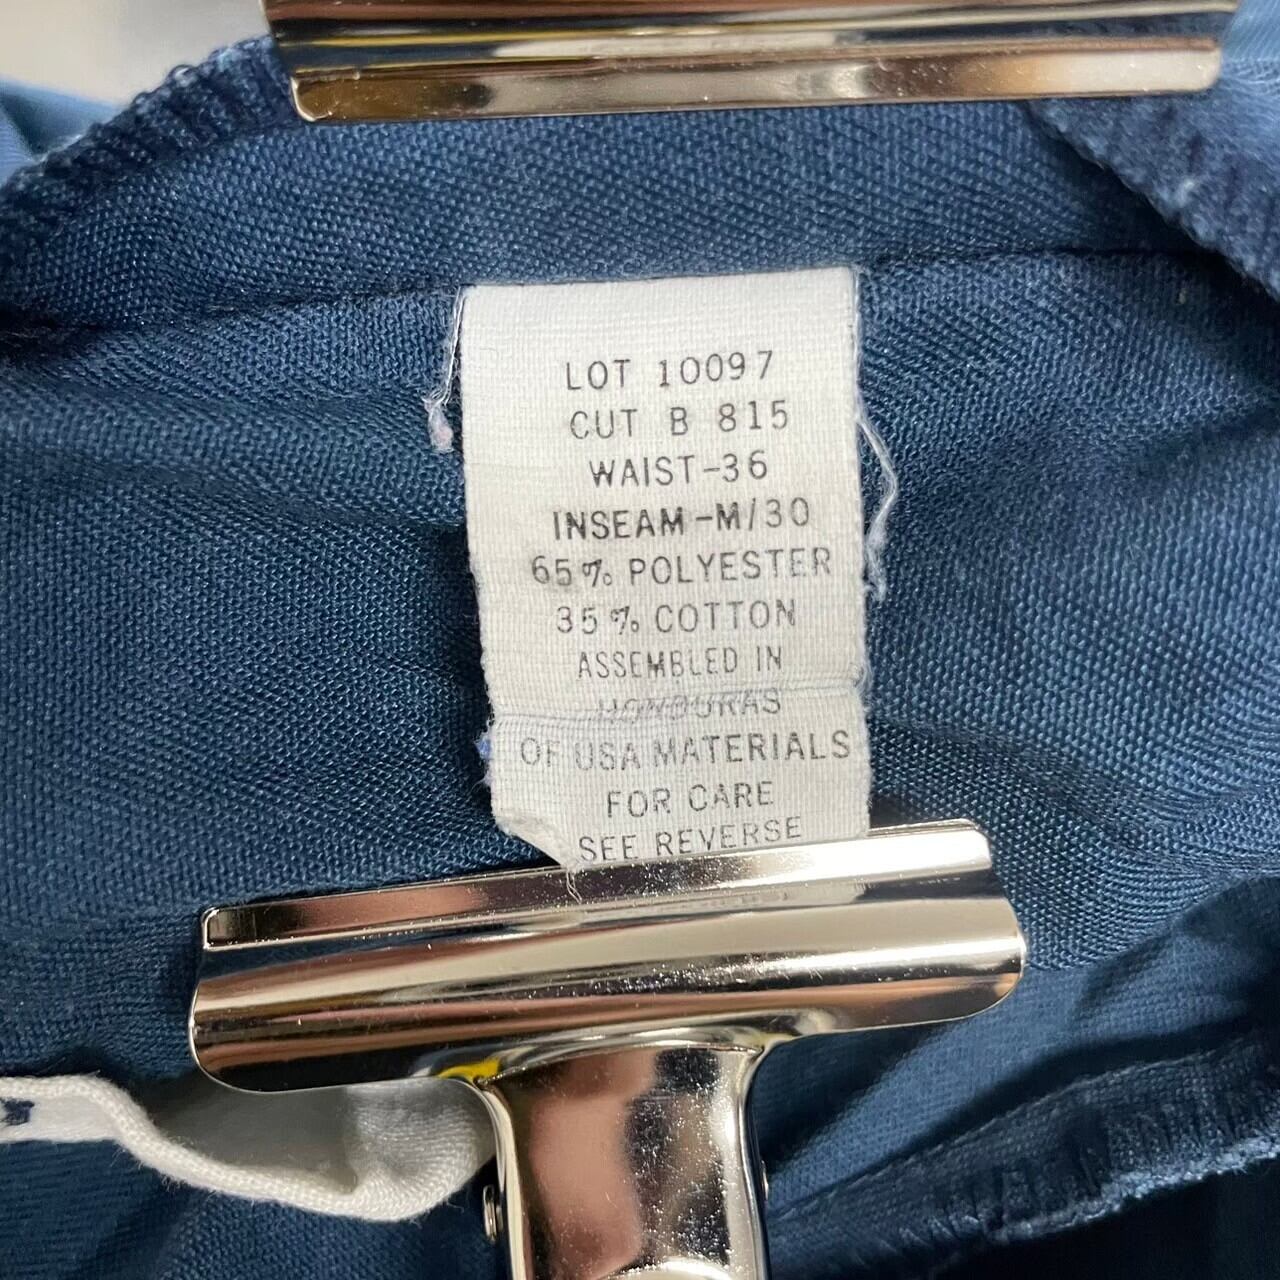 LOT 10097
CUT B 815
WAIST-36
INSEAM-M/30
65% POLYESTER
35% COTTON
ASSEMBLED IN
HONDURAS
OF USA MATERIALS
FOR CARE
SEE REVERSE